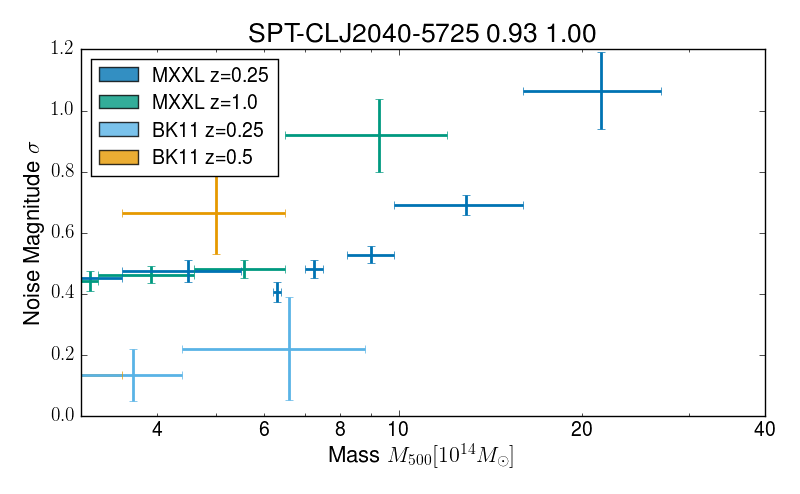 SPT-CLJ2040-5725 0.93 1.00
1.2
1.0
0.8
0.6
0.4
0.2
0.0
Noise Magnitude σ
MXXL z=0.25
MXXL z=1.0
BK11 z=0.25
BK11 z=0.5
4 6 8 10 20 40
Mass M₅₀₀[10¹⁴M☉]